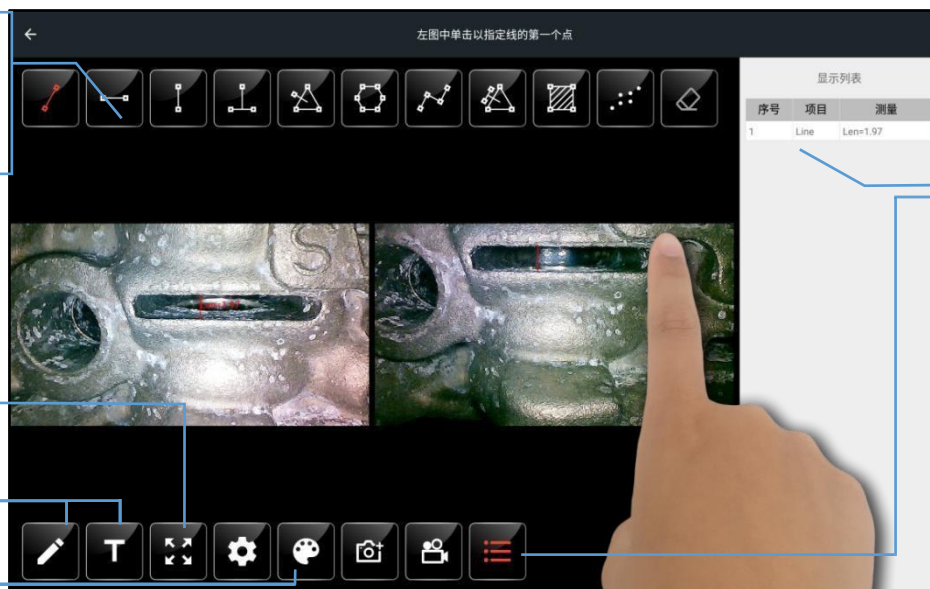 左图中单击以指定线的第一个点
显示列表
序号 项目 测量
1 Line Len=1.97
T